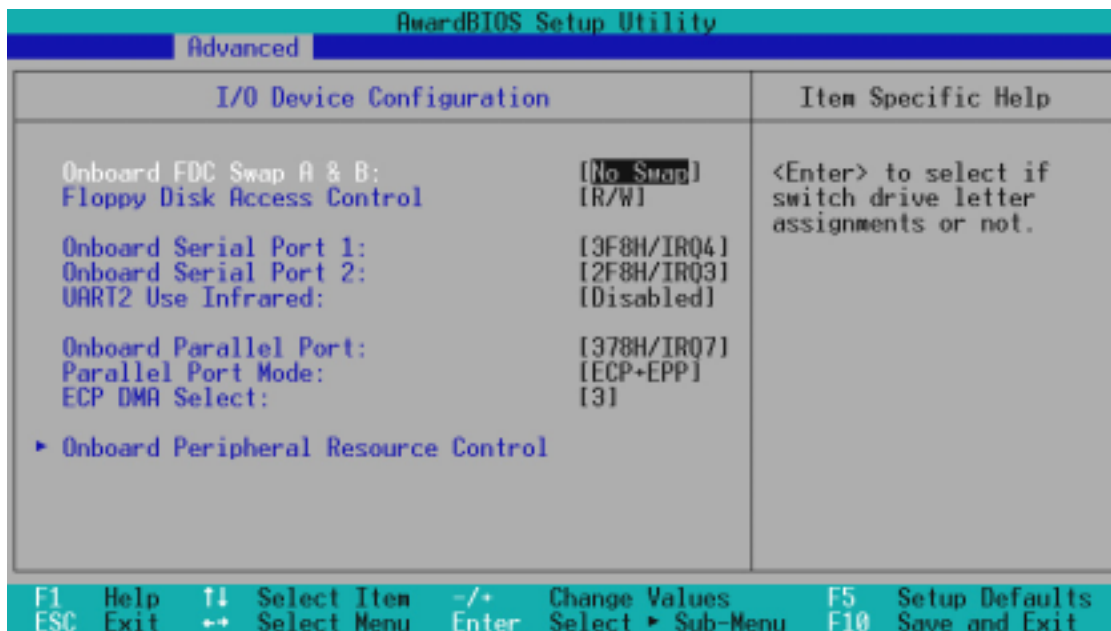 AwardBIOS Setup Utility
Advanced
I/O Device Configuration
Item Specific Help
Onboard FDC Swap A & B: [No Swap]
Floppy Disk Access Control [R/W]
Onboard Serial Port 1: [3F8H/IRQ4]
Onboard Serial Port 2: [2F8H/IRQ3]
UART2 Use Infrared: [Disabled]
Onboard Parallel Port: [378H/IRQ7]
Parallel Port Mode: [ECP+EPP]
ECP DMA Select: [3]
► Onboard Peripheral Resource Control
<Enter> to select if
switch drive letter
assignments or not.
F1 Help ↑↓ Select Item -/+ Change Values F5 Setup Defaults
ESC Exit ←→ Select Menu Enter Select ► Sub-Menu F10 Save and Exit